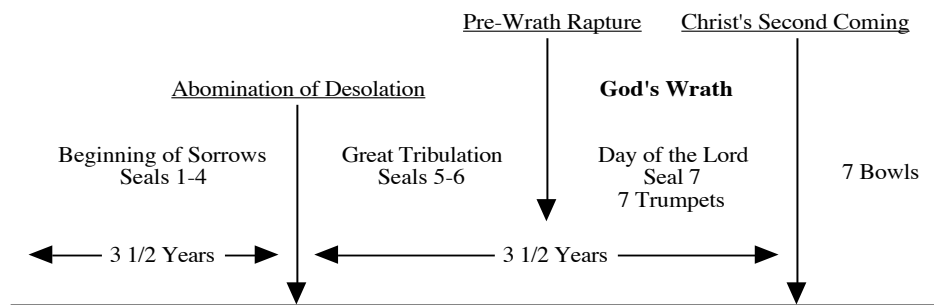 Pre-Wrath Rapture
Christ's Second Coming
Abomination of Desolation
God's Wrath
Beginning of Sorrows
Seals 1-4
Great Tribulation
Seals 5-6
Day of the Lord
Seal 7
7 Trumpets
7 Bowls
3 1/2 Years
3 1/2 Years